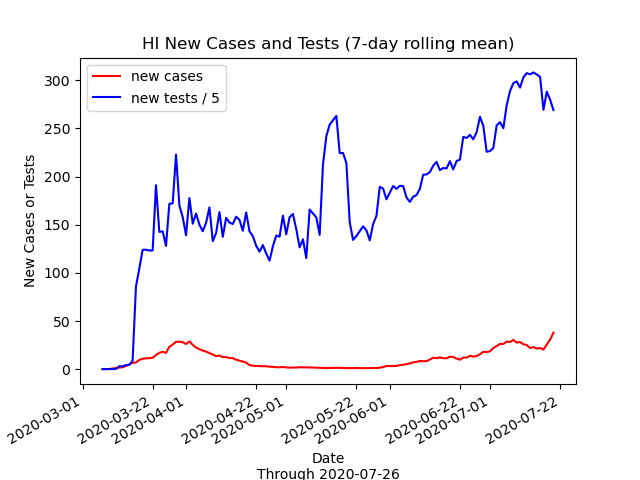 HI New Cases and Tests (7-day rolling mean)
new cases
new tests / 5
New Cases or Tests
300
250
200
150
100
50
0
2020-03-01
2020-03-22
2020-04-01
2020-04-22
2020-05-01
2020-05-22
2020-06-01
2020-06-22
2020-07-01
2020-07-22
Date
Through 2020-07-26